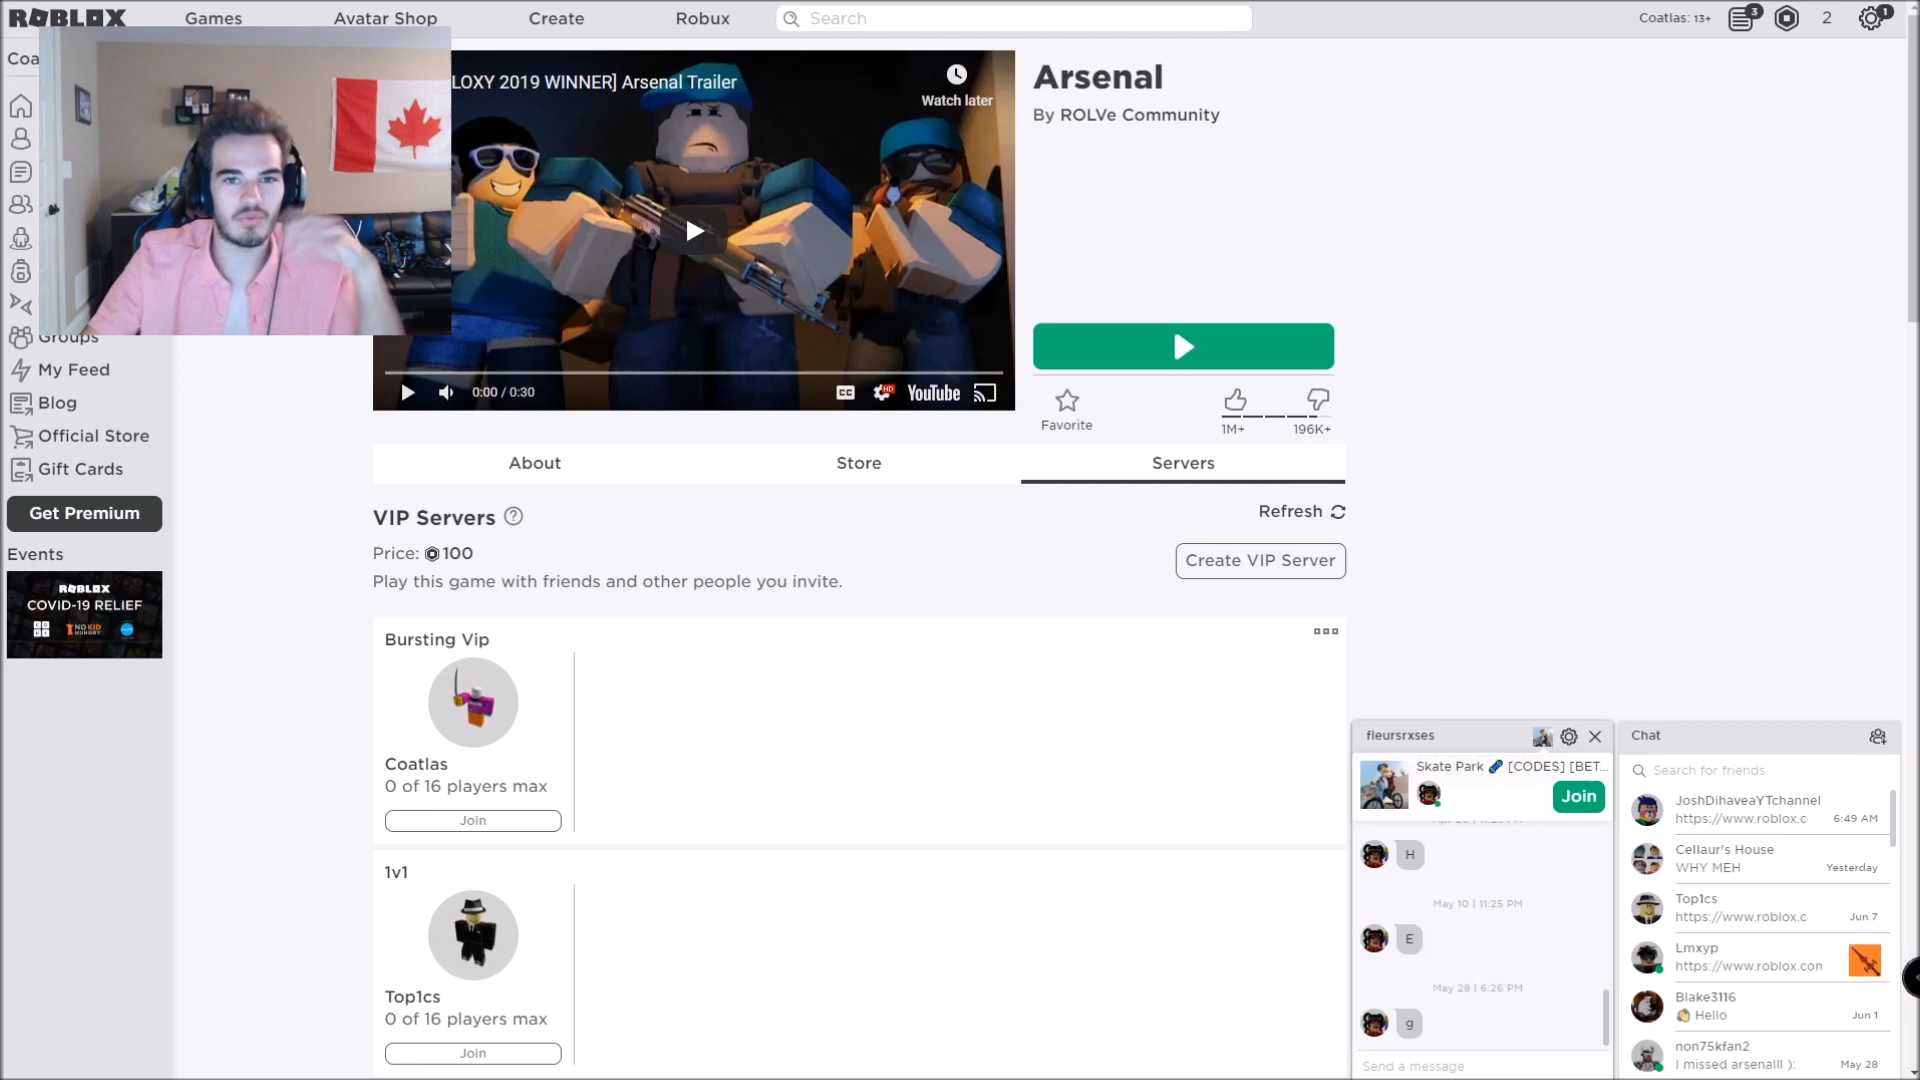 ROBLOX
Games
Avatar Shop
Create
Robux
Search
Coatlas: 13+
3
2
1
Coa
LOXY 2019 WINNER] Arsenal Trailer
Watch later
0:00 / 0:30
CC
HD
YouTube
Arsenal
By ROLVe Community
Favorite
1M+
196K+
Groups
My Feed
Blog
Official Store
Gift Cards
Get Premium
Events
ROBLOX
COVID-19 RELIEF
NO KID
HUNGRY
About
Store
Servers
VIP Servers ?
Refresh
Price: 100
Create VIP Server
Play this game with friends and other people you invite.
Bursting Vip
Coatlas
0 of 16 players max
Join
1v1
Top1cs
0 of 16 players max
Join
fleursrxses
Skate Park [CODES] [BET...
Join
H
May 10 | 11:25 PM
E
May 28 | 6:26 PM
g
Send a message
Chat
Search for friends
JoshDihaveaYTchannel
https://www.roblox.c 6:49 AM
Cellaur's House
WHY MEH Yesterday
Top1cs
https://www.roblox.c Jun 7
Lmxyp
https://www.roblox.con
Blake3116
👏 Hello Jun 1
non75kfan2
I missed arsenalll ): May 28